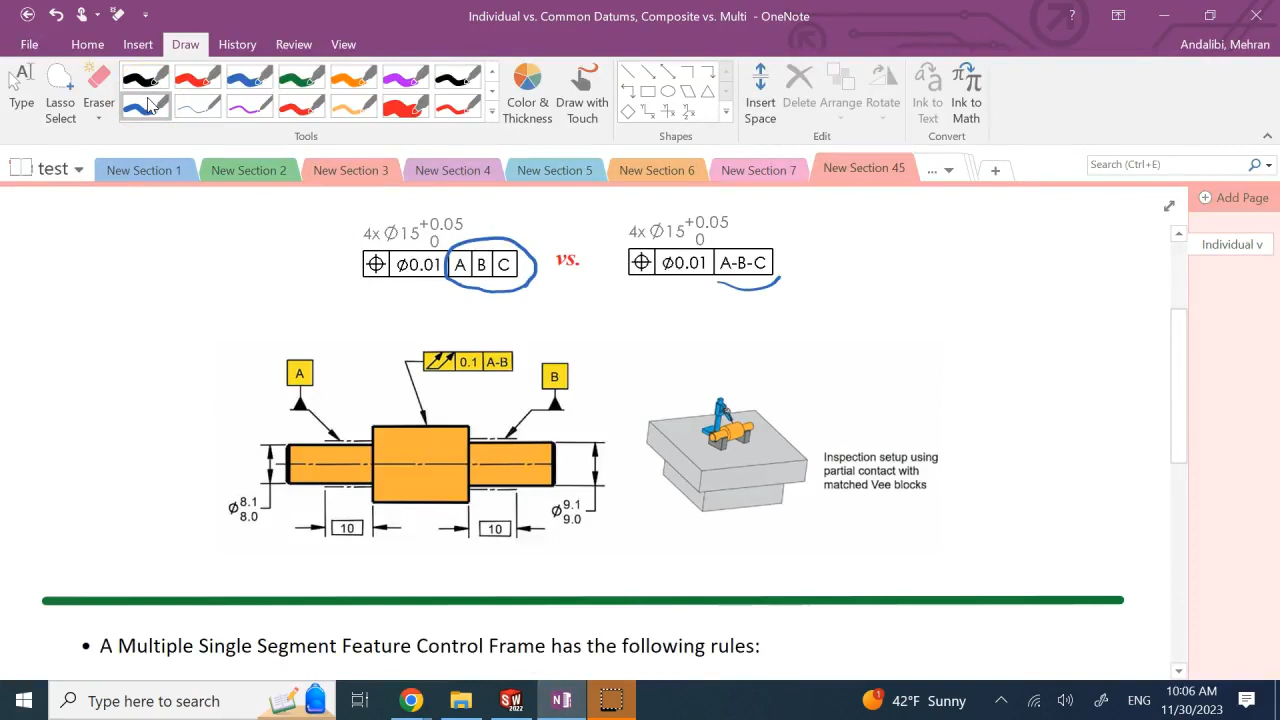 Individual vs. Common Datums, Composite vs. Multi - OneNote
Andalibi, Mehran
File Home Insert Draw History Review View
Type
Lasso Select
Eraser
Color & Thickness
Draw with Touch
Insert Space
Delete
Arrange
Rotate
Ink to Text
Ink to Math
Tools
Shapes
Edit
Convert
test
New Section 1
New Section 2
New Section 3
New Section 4
New Section 5
New Section 6
New Section 7
New Section 45
...
Search (Ctrl+E)
Add Page
Individual v
4x Ø15 +0.05
0
⌖ Ø0.01 A B C
vs.
4x Ø15 +0.05
0
⌖ Ø0.01 A-B-C
A
0.1 A-B
B
Ø 8.1
8.0
10
10
Ø 9.1
9.0
Inspection setup using
partial contact with
matched Vee blocks
• A Multiple Single Segment Feature Control Frame has the following rules:
Type here to search
SW
2022
N
1
42°F Sunny
ENG
10:06 AM
11/30/2023